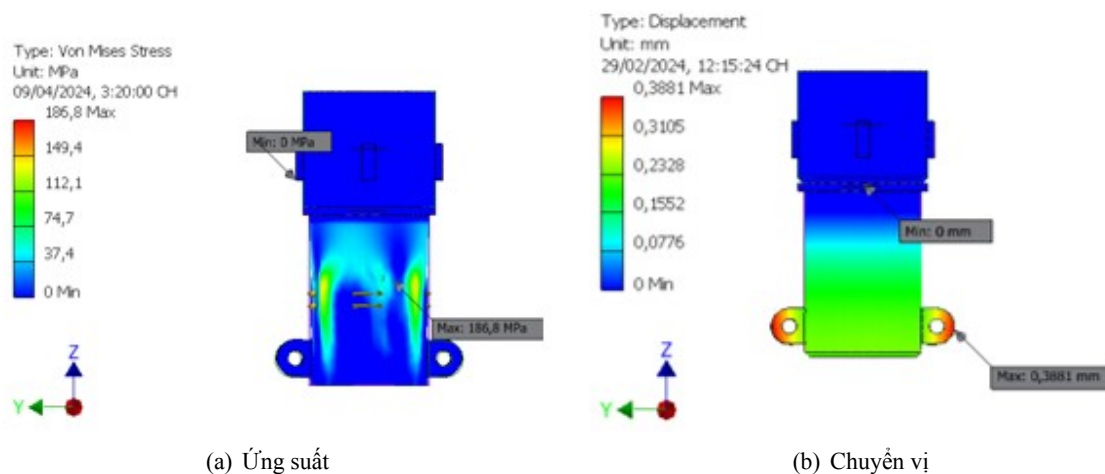 Type: Von Mises Stress
Unit: MPa
09/04/2024, 3:20:00 CH
186,8 Max
149,4
112,1
74,7
37,4
0 Min
Min: 0 MPa
Max: 186,8 MPa
Z
Y
(a) Ứng suất
Type: Displacement
Unit: mm
29/02/2024, 12:15:24 CH
0,3881 Max
0,3105
0,2328
0,1552
0,0776
0 Min
Min: 0 mm
Max: 0,3881 mm
Z
Y
(b) Chuyển vị